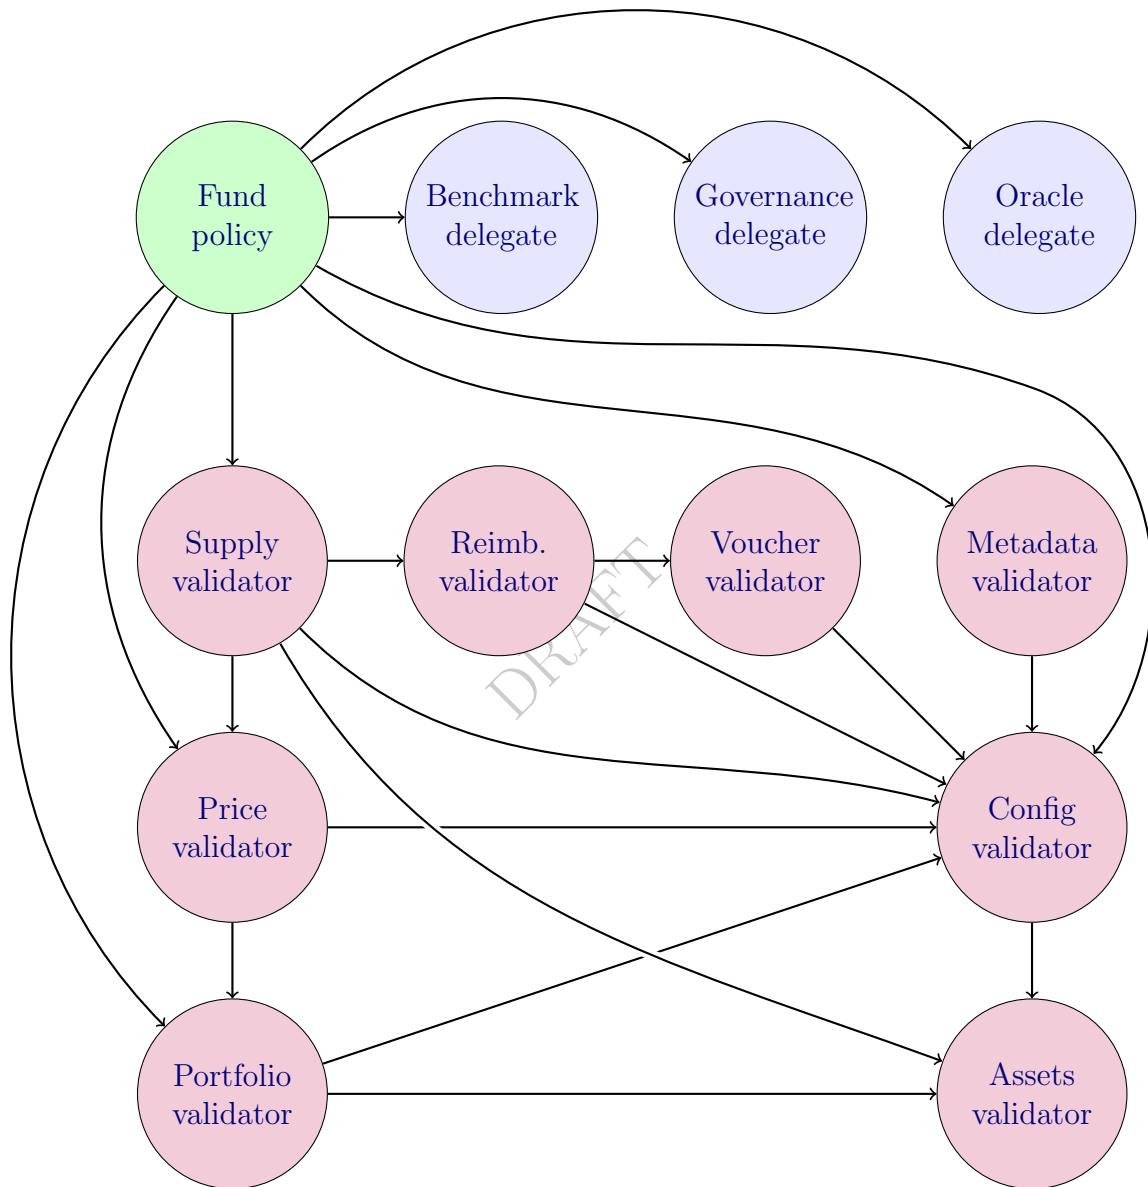 Fund
policy
Benchmark
delegate
Governance
delegate
Oracle
delegate
Supply
validator
Reimb.
validator
Voucher
validator
Metadata
validator
DRAFT
Price
validator
Config
validator
Portfolio
validator
Assets
validator